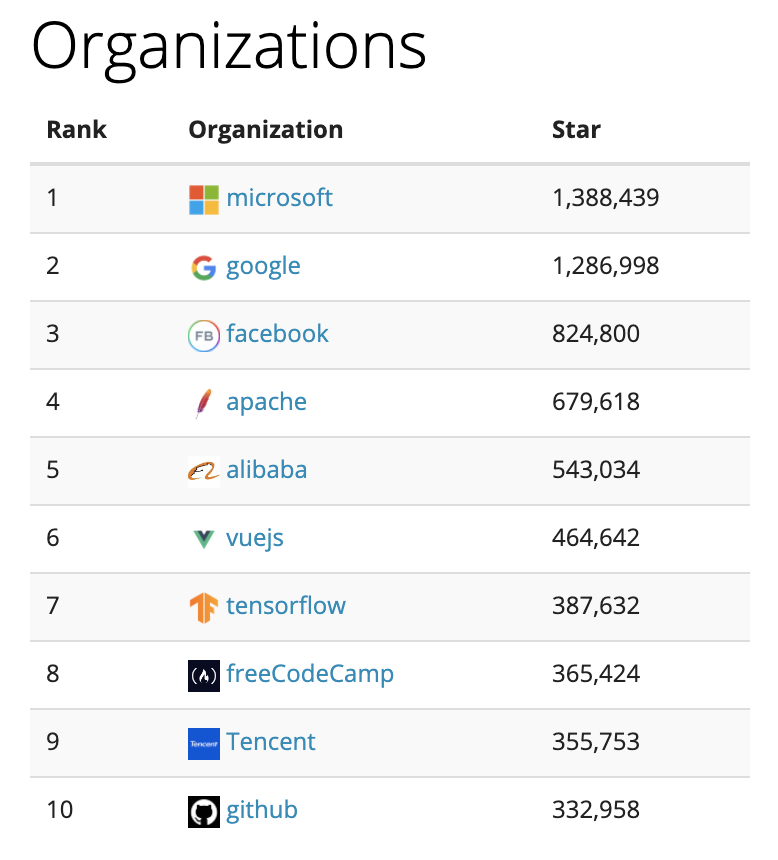 Organizations
Rank Organization Star
1 microsoft 1,388,439
2 google 1,286,998
3 FB facebook 824,800
4 apache 679,618
5 alibaba 543,034
6 vuejs 464,642
7 tensorflow 387,632
8 freeCodeCamp 365,424
9 Tencent Tencent 355,753
10 github 332,958